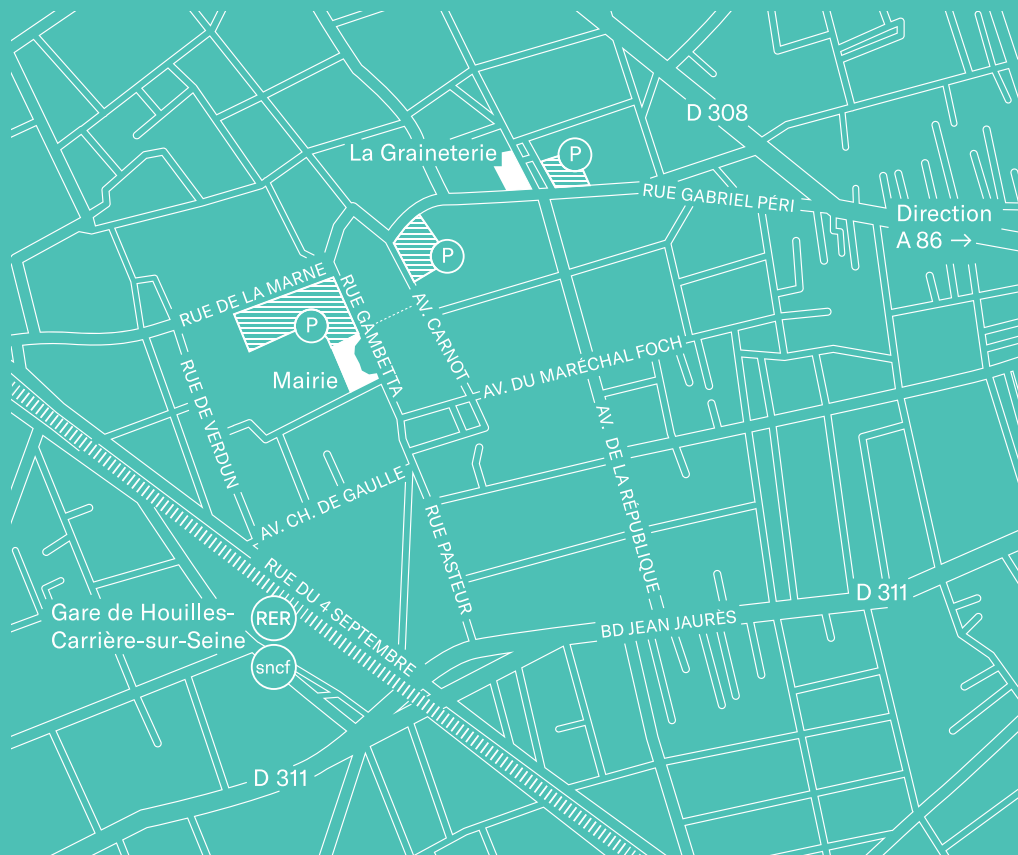 D 308
La Graineterie
P
RUE GABRIEL PÉRI
Direction
A 86 →
P
RUE DE LA MARNE
P
RUE GAMBETTA
AV. CARNOT
Mairie
AV. DU MARÉCHAL FOCH
RUE DE VERDUN
AV. DE LA RÉPUBLIQUE
AV. CH. DE GAULLE
RUE PASTEUR
RUE DU 4 SEPTEMBRE
D 311
Gare de Houilles-
Carrière-sur-Seine
RER
sncf
BD JEAN JAURÈS
D 311